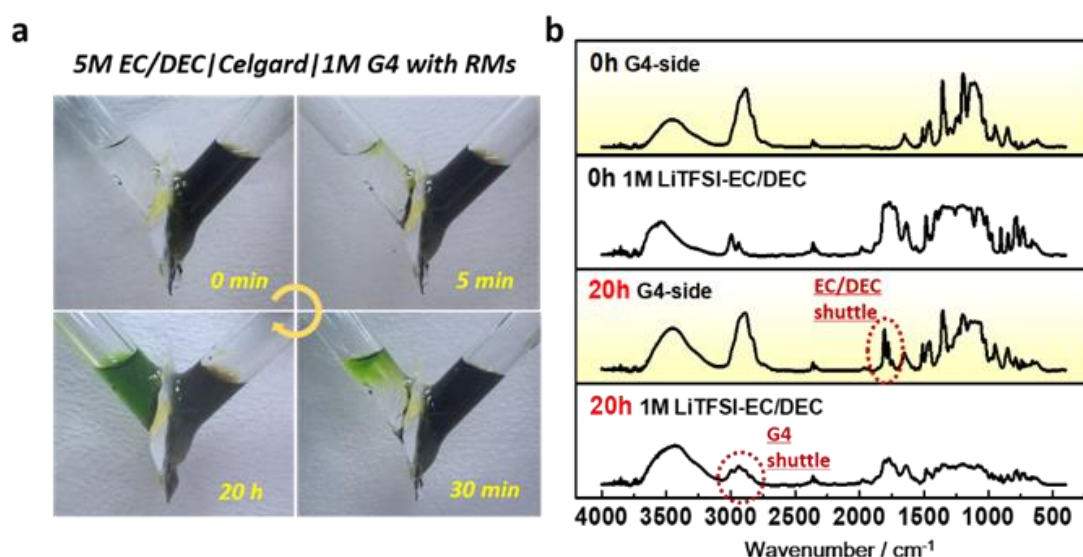 a
5M EC/DEC|Celgard|1M G4 with RMs
0 min
5 min
20 h
30 min
b
0h G4-side
0h 1M LiTFSI-EC/DEC
20h G4-side
EC/DEC
shuttle
20h 1M LiTFSI-EC/DEC
G4
shuttle
4000 3500 3000 2500 2000 1500 1000 500
Wavenumber / cm⁻¹